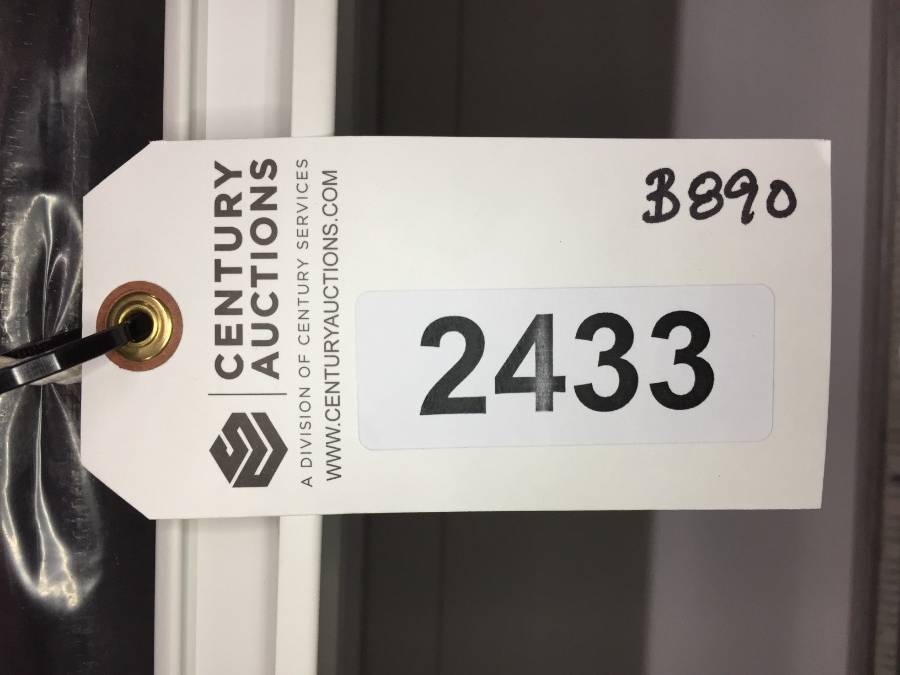 CENTURY
AUCTIONS
A DIVISION OF CENTURY SERVICES
WWW.CENTURYAUCTIONS.COM
B890
2433